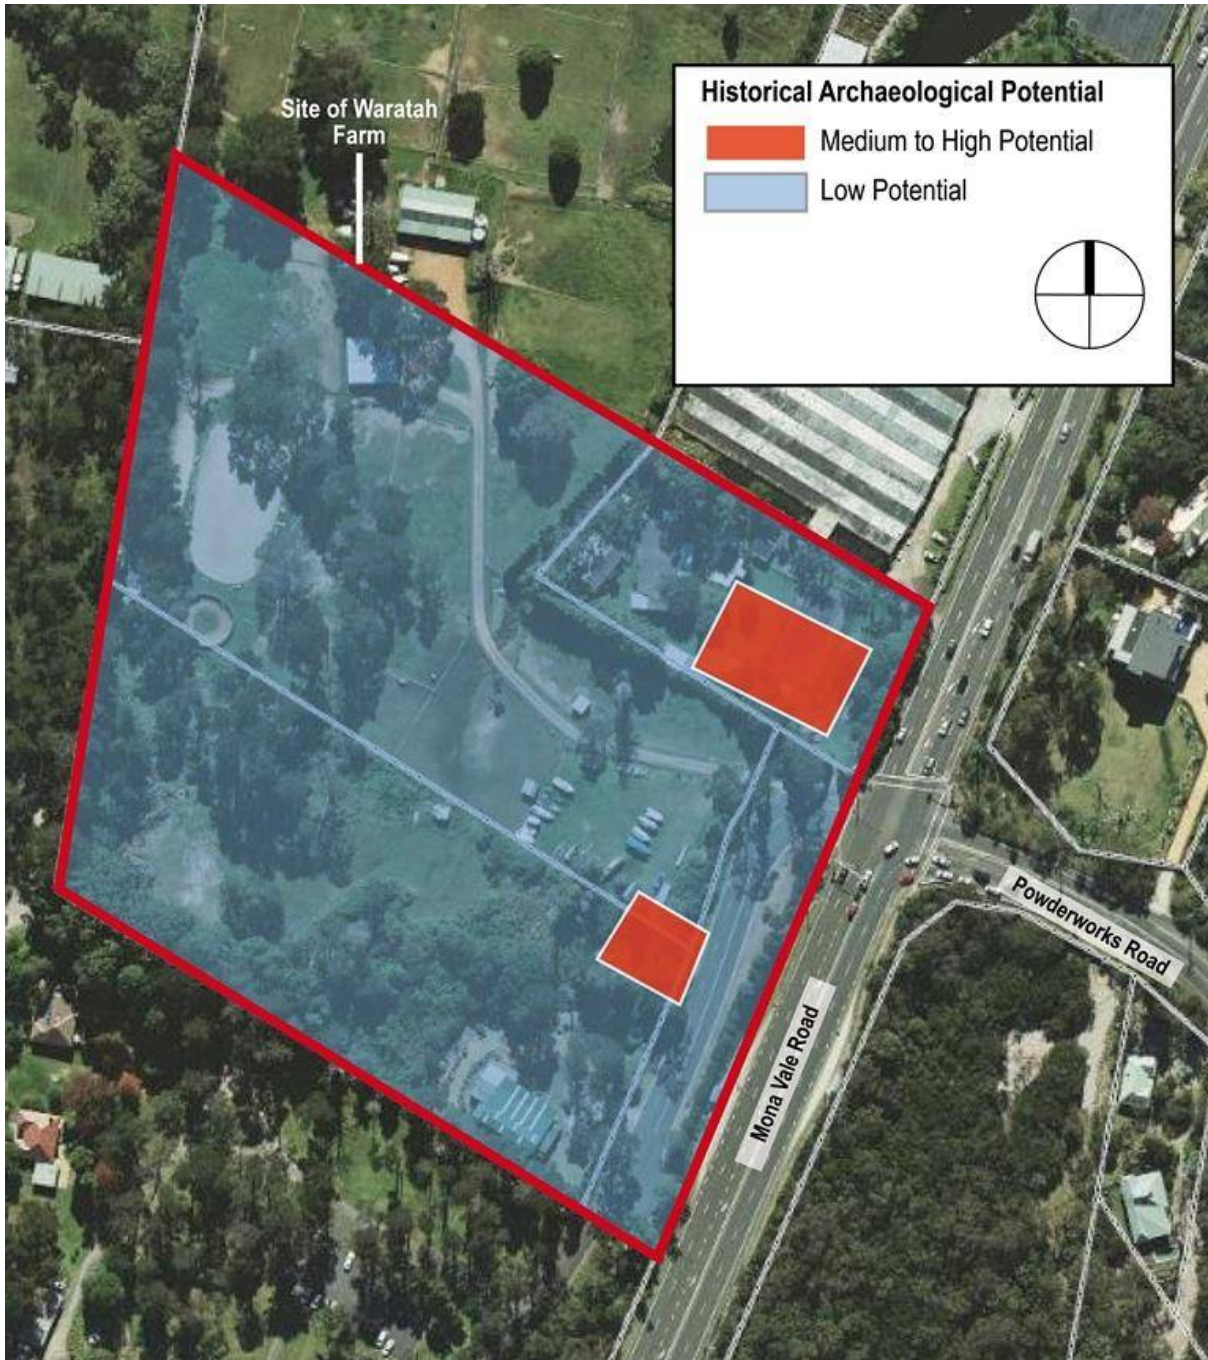 Site of Waratah
Farm
Historical Archaeological Potential
Medium to High Potential
Low Potential
Powderworks Road
Mona Vale Road